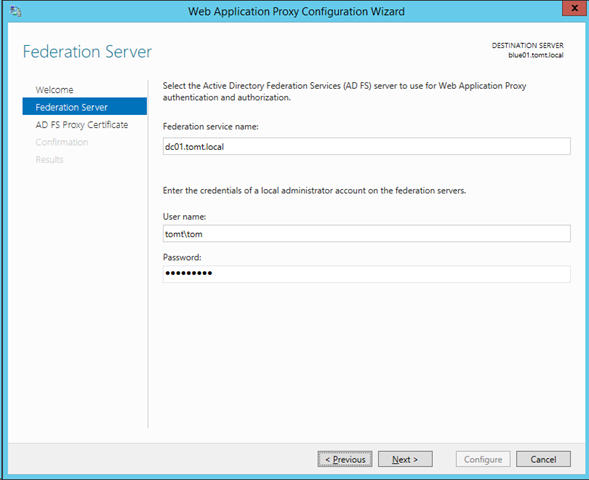 Web Application Proxy Configuration Wizard
x
Federation Server
DESTINATION SERVER
blue01.tomt.local
Welcome
Federation Server
AD FS Proxy Certificate
Confirmation
Results
Select the Active Directory Federation Services (AD FS) server to use for Web Application Proxy
authentication and authorization.
Federation service name:
dc01.tomt.local
Enter the credentials of a local administrator account on the federation servers.
User name:
tomt\tom
Password:
•••••••••
< Previous
Next >
Configure
Cancel